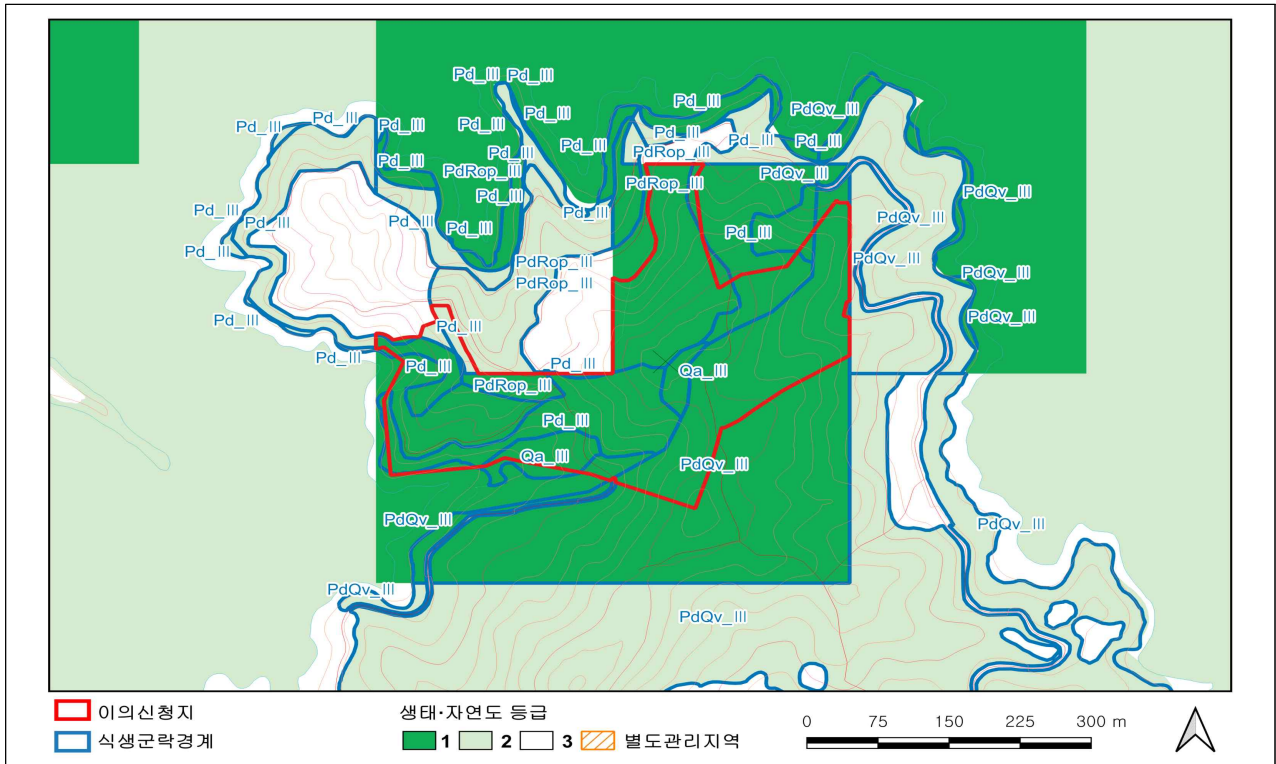 Pd_III Pd_III
Pd_III
PdQv_III
Pd_III Pd_III
Pd_III
Pd_III
Pd_III
Pd_III
Pd_III
Pd_III
Pd_III
PdRop_III
Pd_III
Pd_III
PdRop_III
PdQv_III
PdRop_III
PdQv_III
Pd_III
Pd_III
Pd_III
Pd_III
Pd_III
Pd_III
PdQv_III
Pd_III
Pd_III
Pd_III
PdRop_III
PdQv_III
PdRop_III
PdQv_III
Pd_III
Pd_III
PdQv_III
Pd_III
Pd_III
Pd_III
Qa_III
PdRop_III
Pd_III
Qa_III
PdQv_III
PdQv_III
PdQv_III
PdQv_III
PdQv_III
이의신청지
식생군락경계
생태·자연도 등급
1 2 3 별도관리지역
0 75 150 225 300 m